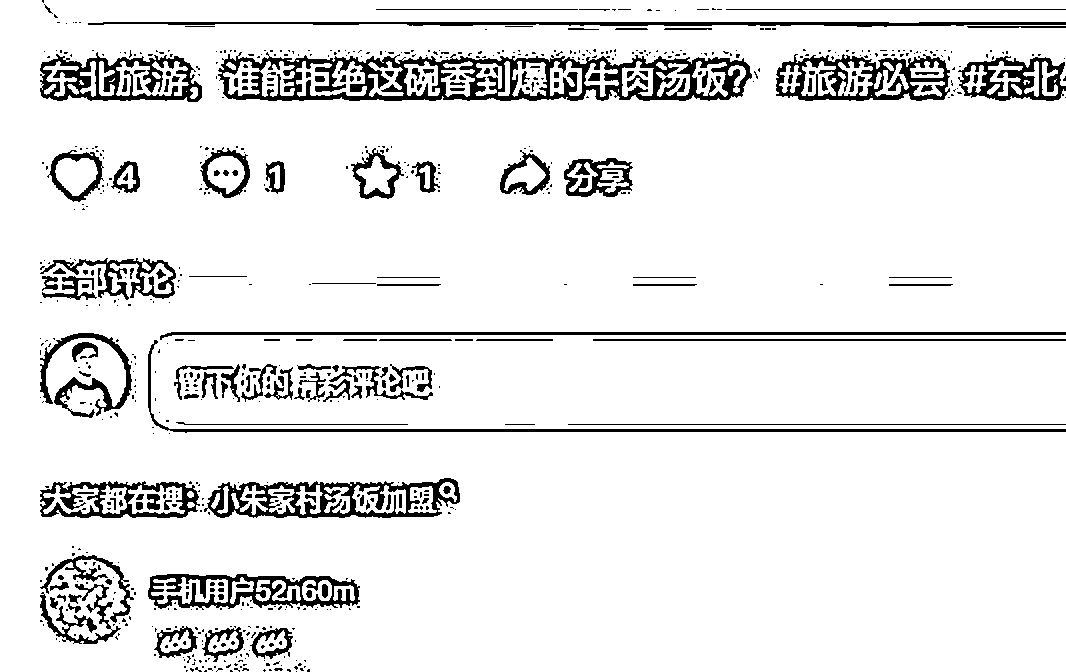 东北旅游，谁能拒绝这碗香到爆的牛肉汤饭？ #旅游必尝 #东北
4 1 1 分享
全部评论
留下你的精彩评论吧
大家都在搜：小朱家村汤饭加盟
手机用户52n60m
666 666 666